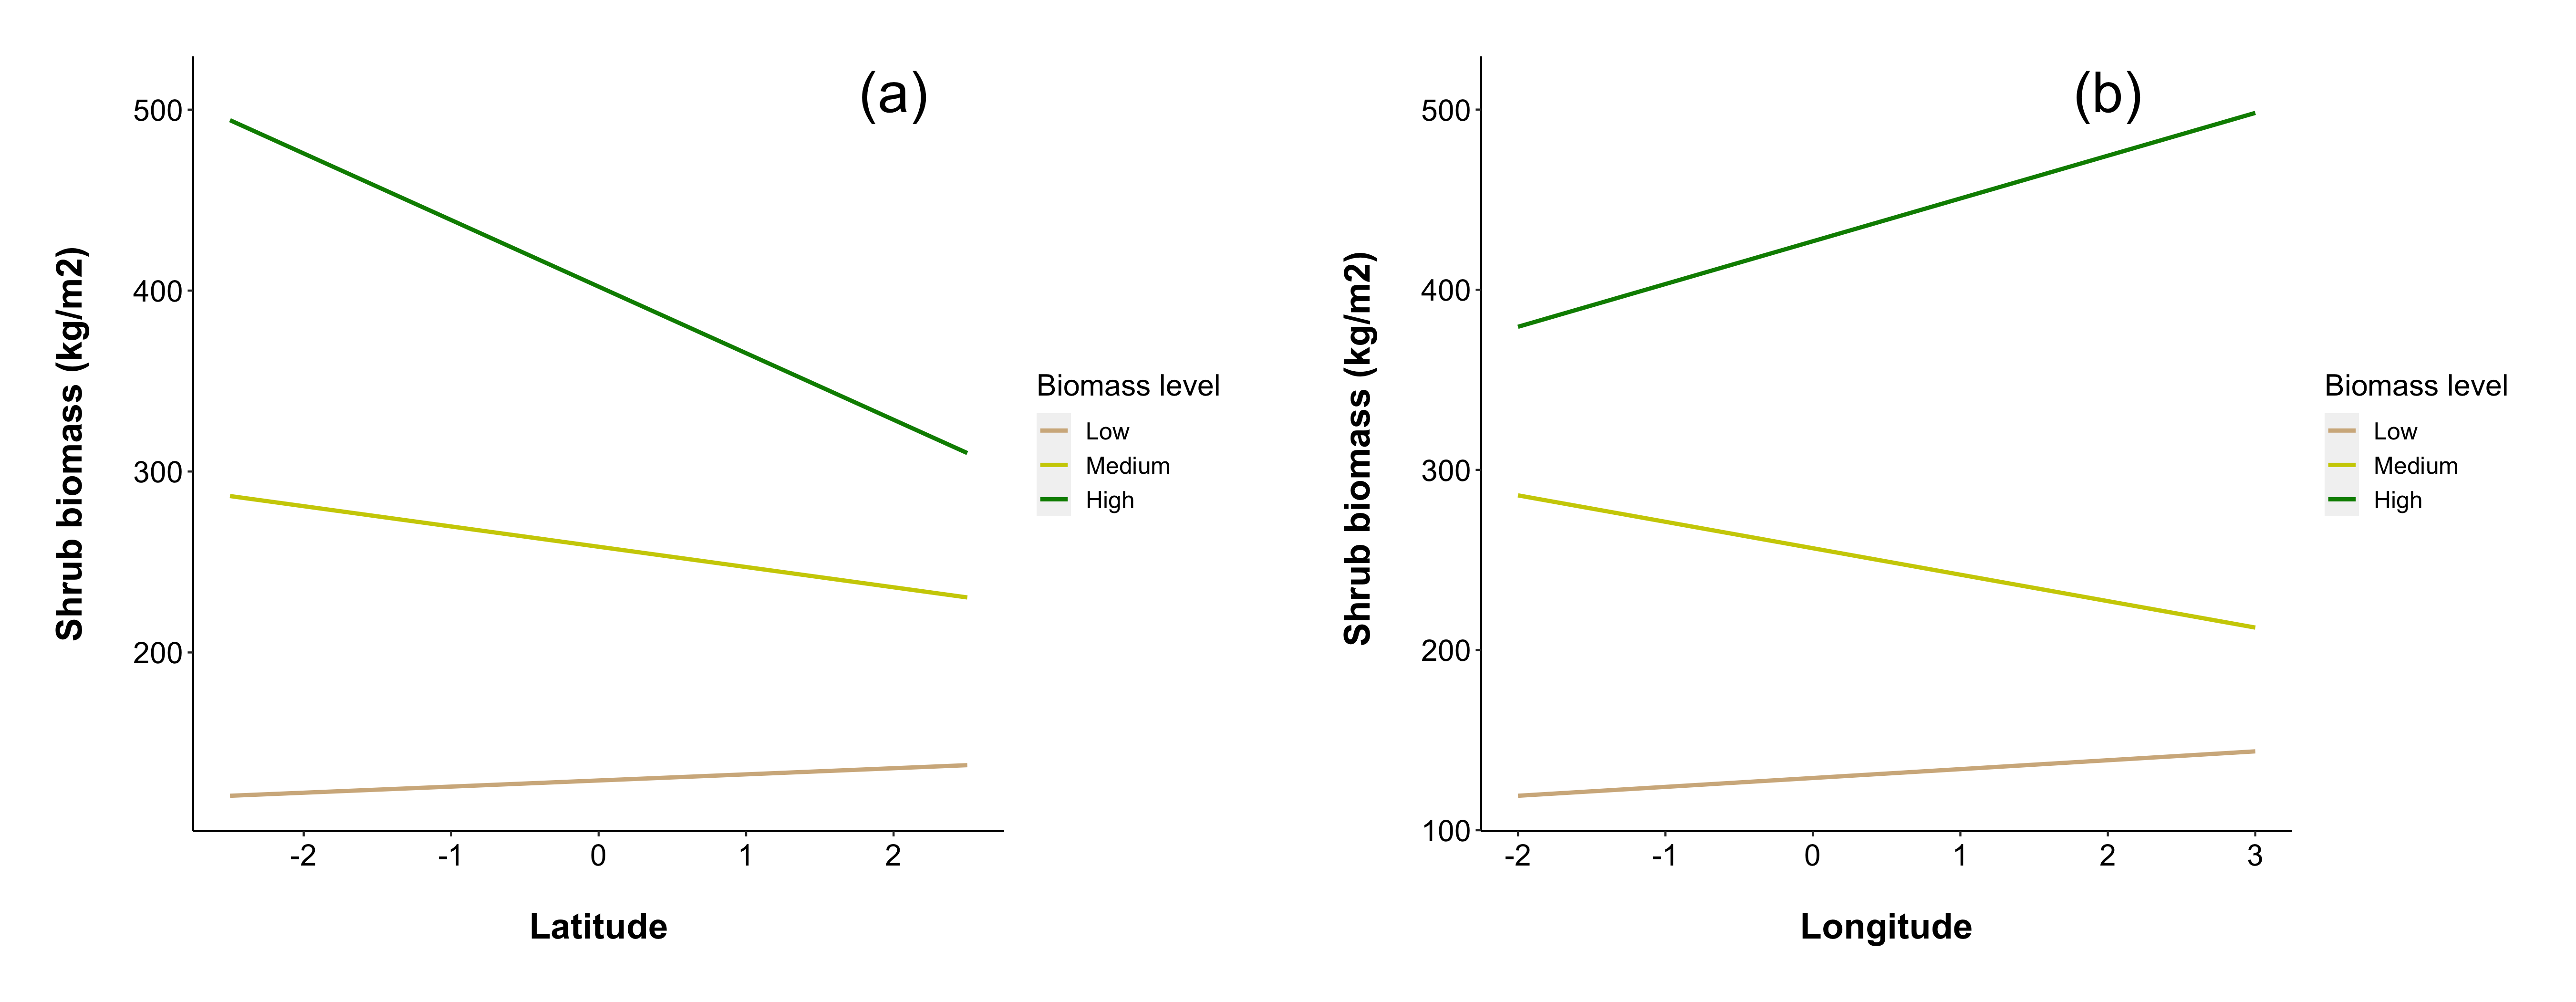 (a)
500
400
300
200
-2 -1 0 1 2
Latitude
Shrub biomass (kg/m2)
Biomass level
Low
Medium
High
(b)
500
400
300
200
100
-2 -1 0 1 2 3
Longitude
Shrub biomass (kg/m2)
Biomass level
Low
Medium
High